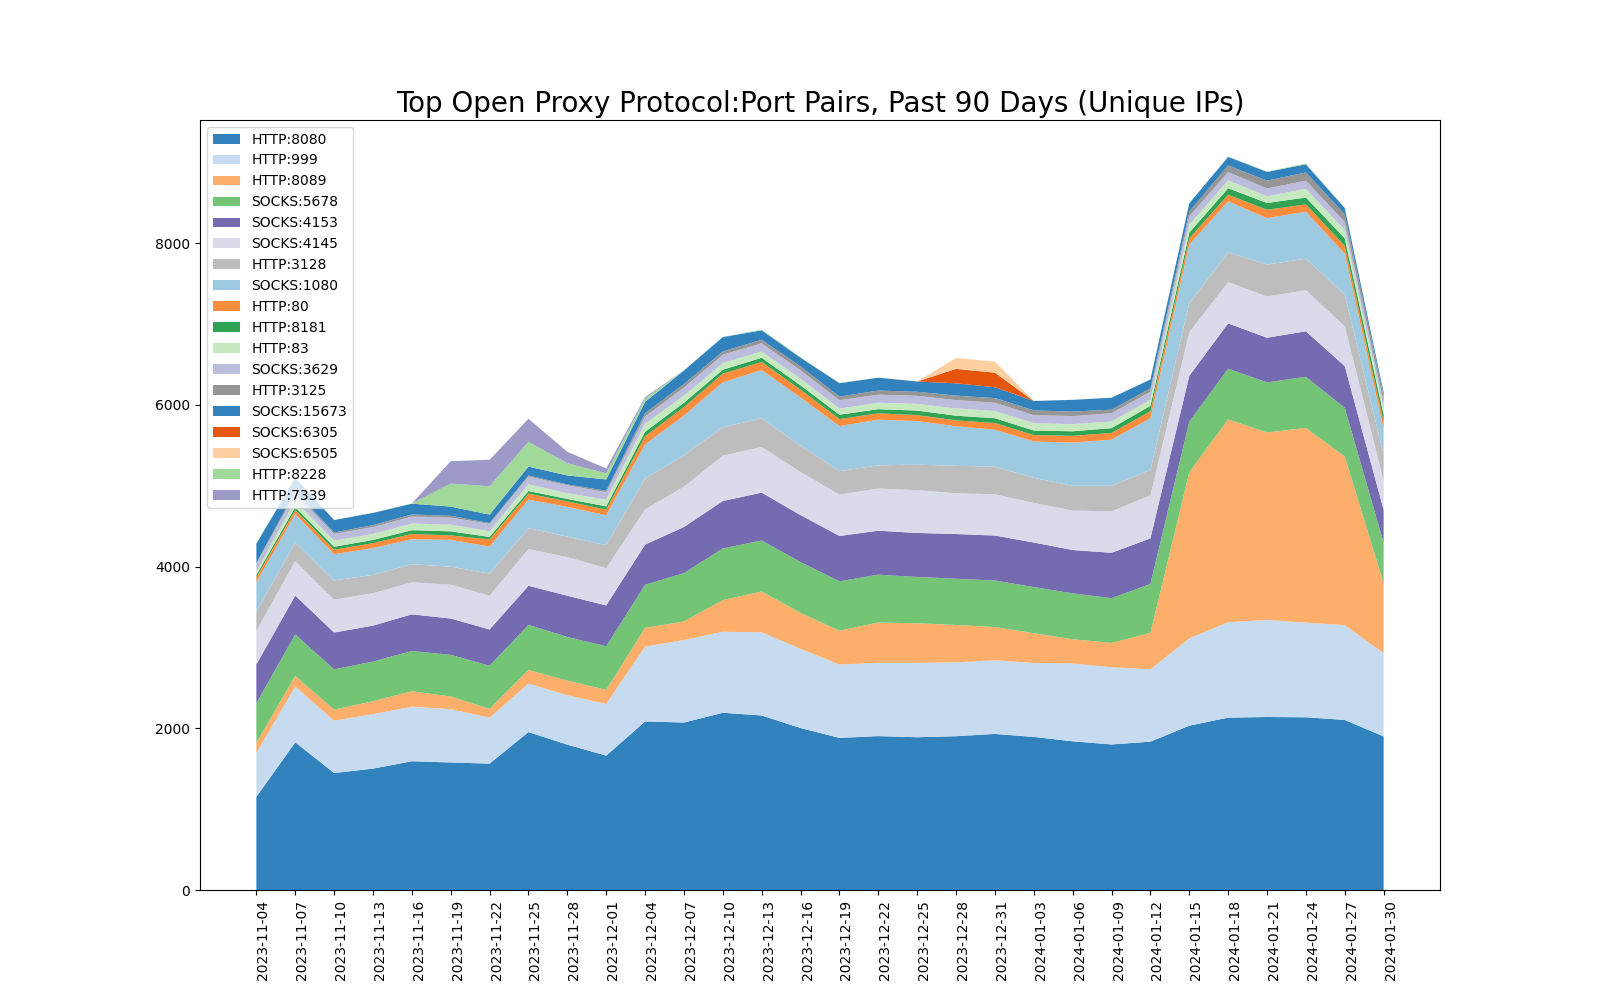 Top Open Proxy Protocol:Port Pairs, Past 90 Days (Unique IPs)
HTTP:8080
HTTP:999
HTTP:8089
SOCKS:5678
SOCKS:4153
SOCKS:4145
HTTP:3128
SOCKS:1080
HTTP:80
HTTP:8181
HTTP:83
SOCKS:3629
HTTP:3125
SOCKS:15673
SOCKS:6305
SOCKS:6505
HTTP:8228
HTTP:7339
8000
6000
4000
2000
0
2023-11-04
2023-11-07
2023-11-10
2023-11-13
2023-11-16
2023-11-19
2023-11-22
2023-11-25
2023-11-28
2023-12-01
2023-12-04
2023-12-07
2023-12-10
2023-12-13
2023-12-16
2023-12-19
2023-12-22
2023-12-25
2023-12-28
2023-12-31
2024-01-03
2024-01-06
2024-01-09
2024-01-12
2024-01-15
2024-01-18
2024-01-21
2024-01-24
2024-01-27
2024-01-30